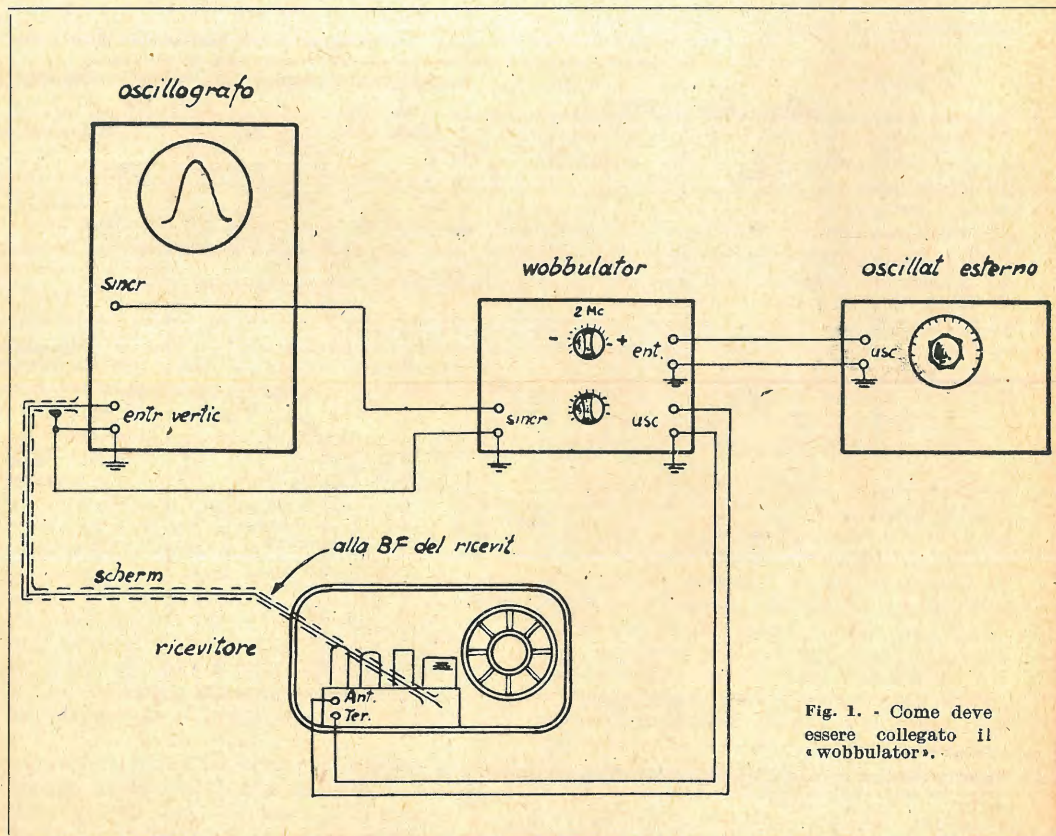 oscillografo
sincr
entr vertic
scherm
alla BF del ricevit.
ricevitore
Ant.
Ter.
wobbulator
2 Mc
- +
ent.
sincr
usc
oscillat esterno
usc
Fig. 1. - Come deve
essere collegato il
«wobbulator».